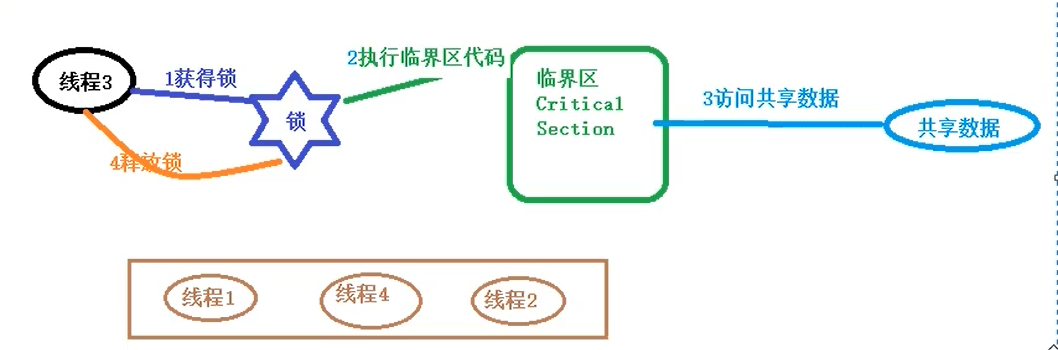 线程3
1获得锁
锁
4释放锁
2执行临界区代码
临界区
Critical
Section
3访问共享数据
共享数据
线程1
线程4
线程2